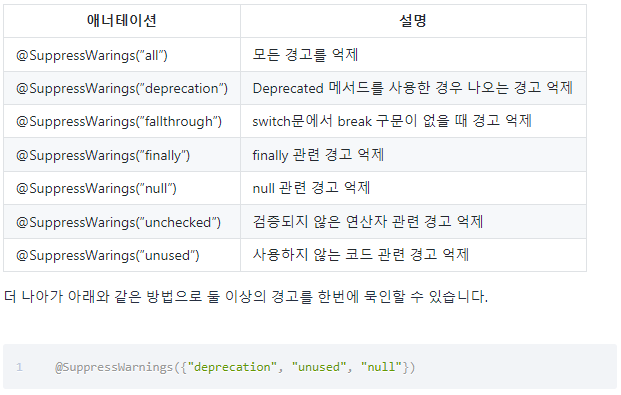 애너테이션 설명
@SuppressWarings(”all”) 모든 경고를 억제
@SuppressWarings(”deprecation”) Deprecated 메서드를 사용한 경우 나오는 경고 억제
@SuppressWarings(”fallthrough”) switch문에서 break 구문이 없을 때 경고 억제
@SuppressWarings(”finally”) finally 관련 경고 억제
@SuppressWarings(”null”) null 관련 경고 억제
@SuppressWarings(”unchecked”) 검증되지 않은 연산자 관련 경고 억제
@SuppressWarings(”unused”) 사용하지 않는 코드 관련 경고 억제
더 나아가 아래와 같은 방법으로 둘 이상의 경고를 한번에 묵인할 수 있습니다.
1 @SuppressWarnings({"deprecation", "unused", "null"})